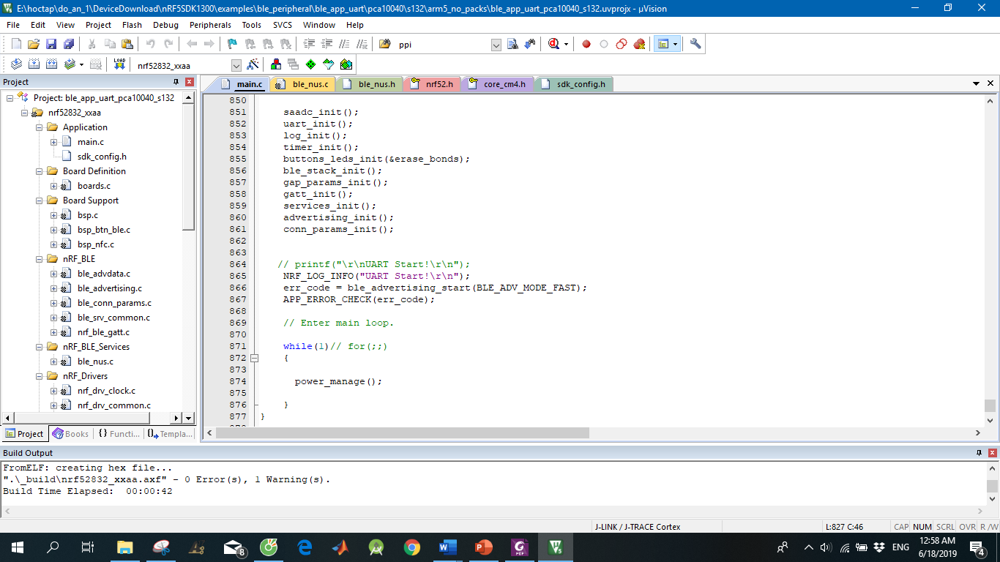 E:\hoctap\do_an_1\DeviceDownload\nRF5SDK1300\examples\ble_peripheral\ble_app_uart\pca10040\s132\arm5_no_packs\ble_app_uart_pca10040_s132.uvprojx - µVision
File Edit View Project Flash Debug Peripherals Tools SVCS Window Help
ppi
LOAD nrf52832_xxaa
Project
Project: ble_app_uart_pca10040_s132
nrf52832_xxaa
Application
main.c
sdk_config.h
Board Definition
boards.c
Board Support
bsp.c
bsp_btn_ble.c
bsp_nfc.c
nRF_BLE
ble_advdata.c
ble_advertising.c
ble_conn_params.c
ble_srv_common.c
nrf_ble_gatt.c
nRF_BLE_Services
ble_nus.c
nRF_Drivers
nrf_drv_clock.c
nrf_drv_common.c
Project Books {} Functi... Templa...
main.c ble_nus.c ble_nus.h nrf52.h core_cm4.h sdk_config.h
850
851 saadc_init();
852 uart_init();
853 log_init();
854 timer_init();
855 buttons_leds_init(&erase_bonds);
856 ble_stack_init();
857 gap_params_init();
858 gatt_init();
859 services_init();
860 advertising_init();
861 conn_params_init();
862
863
864 // printf("\r\nUART Start!\r\n");
865 NRF_LOG_INFO("UART Start!\r\n");
866 err_code = ble_advertising_start(BLE_ADV_MODE_FAST);
867 APP_ERROR_CHECK(err_code);
868
869 // Enter main loop.
870
871 while(1)// for(;;)
872 {
873
874 power_manage();
875
876 }
877 }
Build Output
FromELF: creating hex file...
".\_build\nrf52832_xxaa.axf" - 0 Error(s), 1 Warning(s).
Build Time Elapsed: 00:00:42
J-LINK / J-TRACE Cortex L:827 C:46 CAP NUM SCRL OVR R /W
8
ENG
12:58 AM
6/18/2019
4